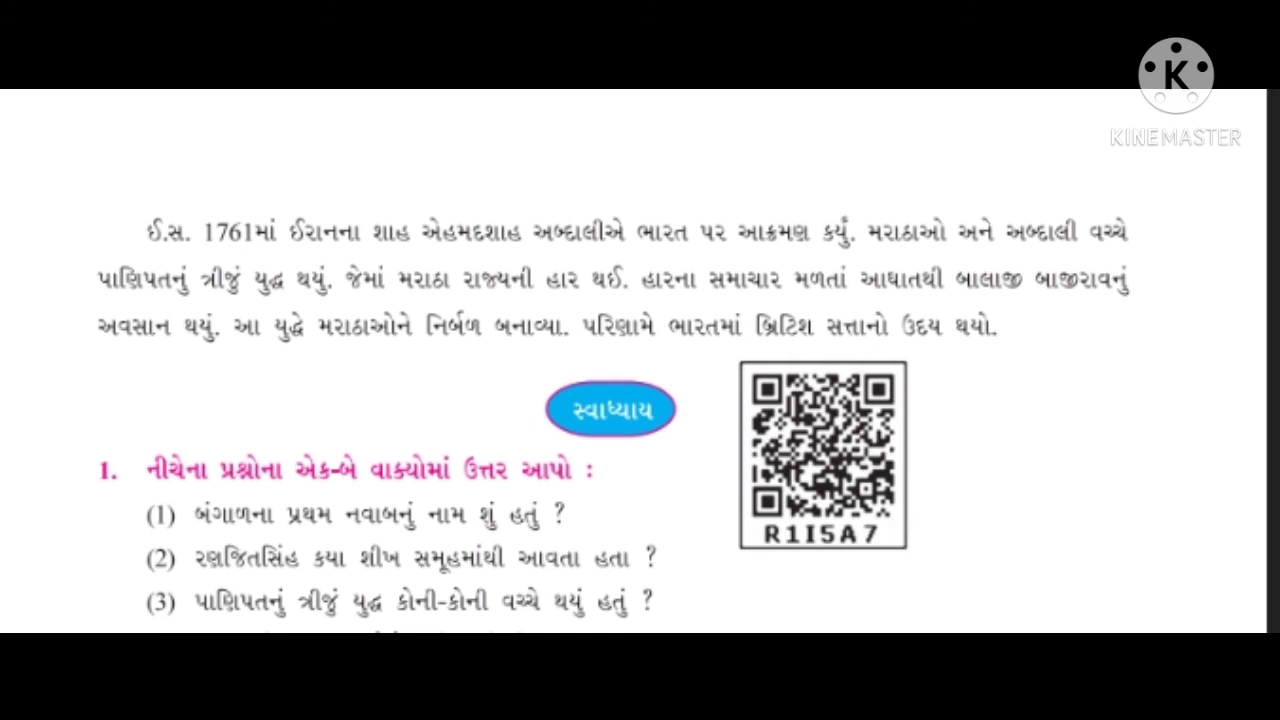 K
KINEMASTER
ઈ.સ. 1761માં ઈરાનના શાહ એહમદશાહ અબ્દાલીએ ભારત પર આક્રમણ કર્યું. મરાઠાઓ અને અબ્દાલી વચ્ચે
પાણિપતનું ત્રીજું યુદ્ધ થયું. જેમાં મરાઠા રાજ્યની હાર થઈ. હારના સમાચાર મળતાં આઘાતથી બાલાજી બાજીરાવનું
અવસાન થયું. આ યુદ્ધે મરાઠાઓને નિર્બળ બનાવ્યા. પરિણામે ભારતમાં બ્રિટિશ સત્તાનો ઉદય થયો.
સ્વાધ્યાય
R1I5A7
1. નીચેના પ્રશ્નોના એક-બે વાક્યોમાં ઉત્તર આપો :
(1) બંગાળના પ્રથમ નવાબનું નામ શું હતું ?
(2) રણજિતસિંહ કયા શીખ સમૂહમાંથી આવતા હતા ?
(3) પાણિપતનું ત્રીજું યુદ્ધ કોની-કોની વચ્ચે થયું હતું ?